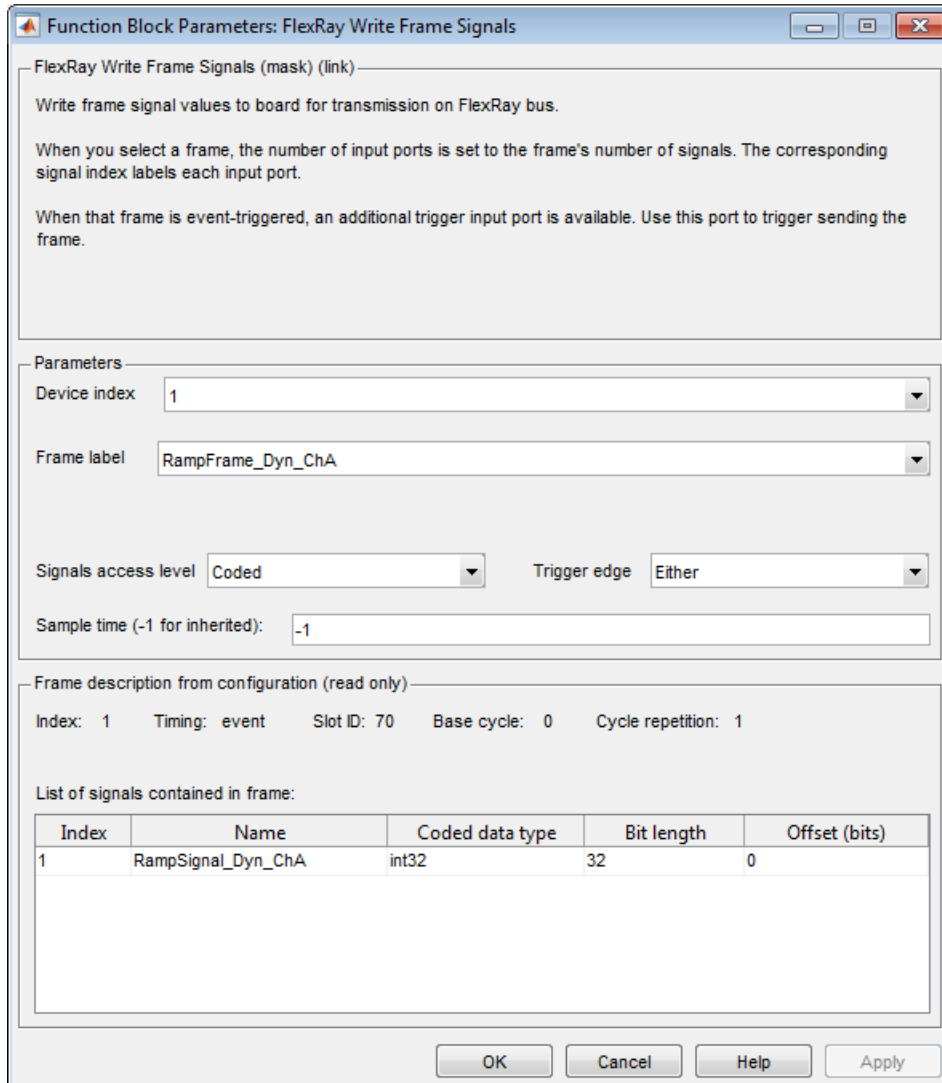 Function Block Parameters: FlexRay Write Frame Signals
FlexRay Write Frame Signals (mask) (link)
Write frame signal values to board for transmission on FlexRay bus.
When you select a frame, the number of input ports is set to the frame's number of signals. The corresponding
signal index labels each input port.
When that frame is event-triggered, an additional trigger input port is available. Use this port to trigger sending the
frame.
Parameters
Device index 1
Frame label RampFrame_Dyn_ChA
Signals access level Coded Trigger edge Either
Sample time (-1 for inherited): -1
Frame description from configuration (read only)
Index: 1 Timing: event Slot ID: 70 Base cycle: 0 Cycle repetition: 1
List of signals contained in frame:
Index Name Coded data type Bit length Offset (bits)
1 RampSignal_Dyn_ChA int32 32 0
OK Cancel Help Apply